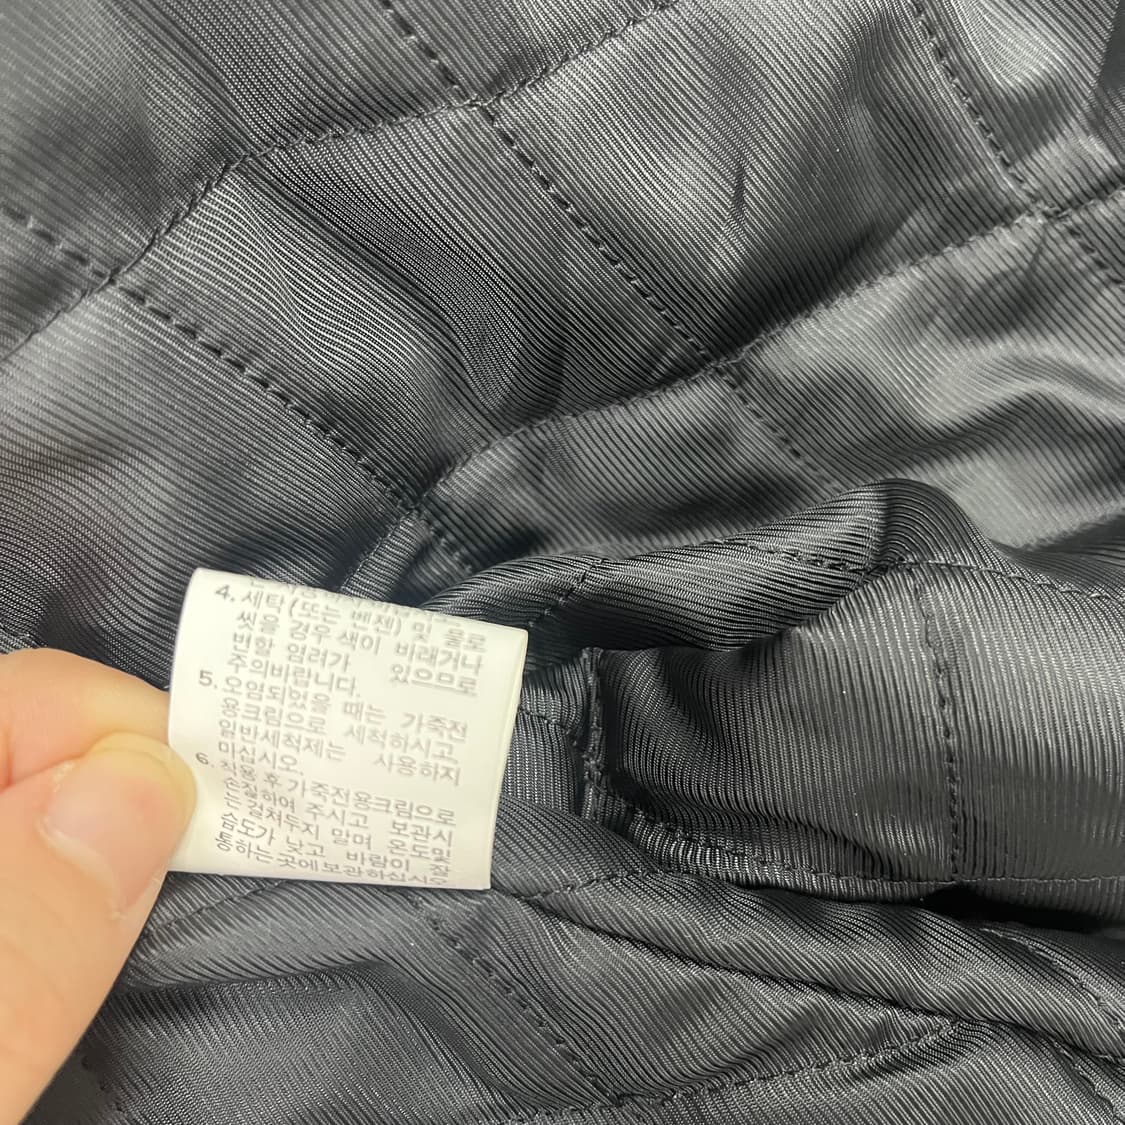 4. 세탁(또는 벤젠) 및 물로
씻을 경우 색이 바래거나
변할 염려가 있으므로
주의바랍니다.
5. 오염되었을 때는 가죽전
용크림으로 세척하시고,
일반세척제는 사용하지
마십시오.
6. 착용 후 가죽전용크림으로
손질하여 주시고 보관시
걸쳐두지 말며 온도및
습도가 낮고 바람이 잘
통하는 곳에 보관하십시오